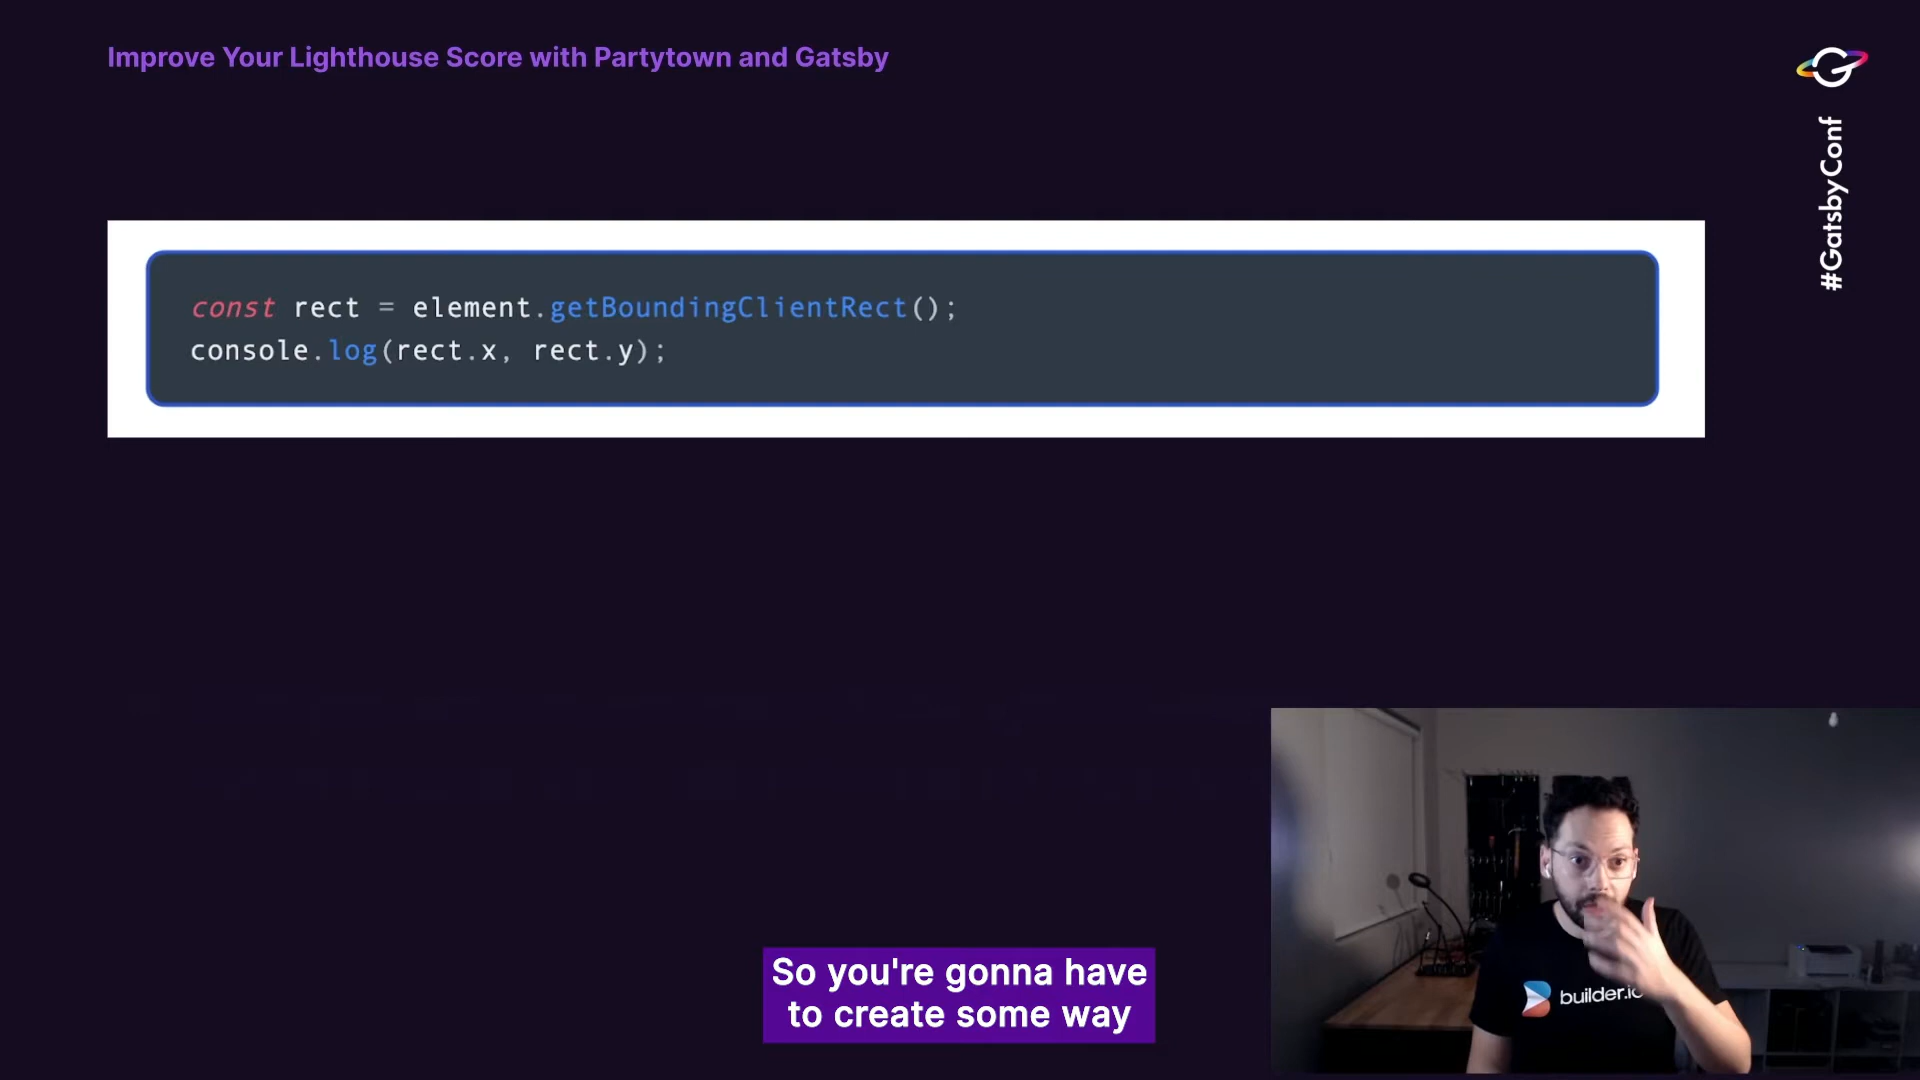 Improve Your Lighthouse Score with Partytown and Gatsby
#GatsbyConf
const rect = element.getBoundingClientRect();
console.log(rect.x, rect.y);
So you're gonna have
to create some way
builder.io